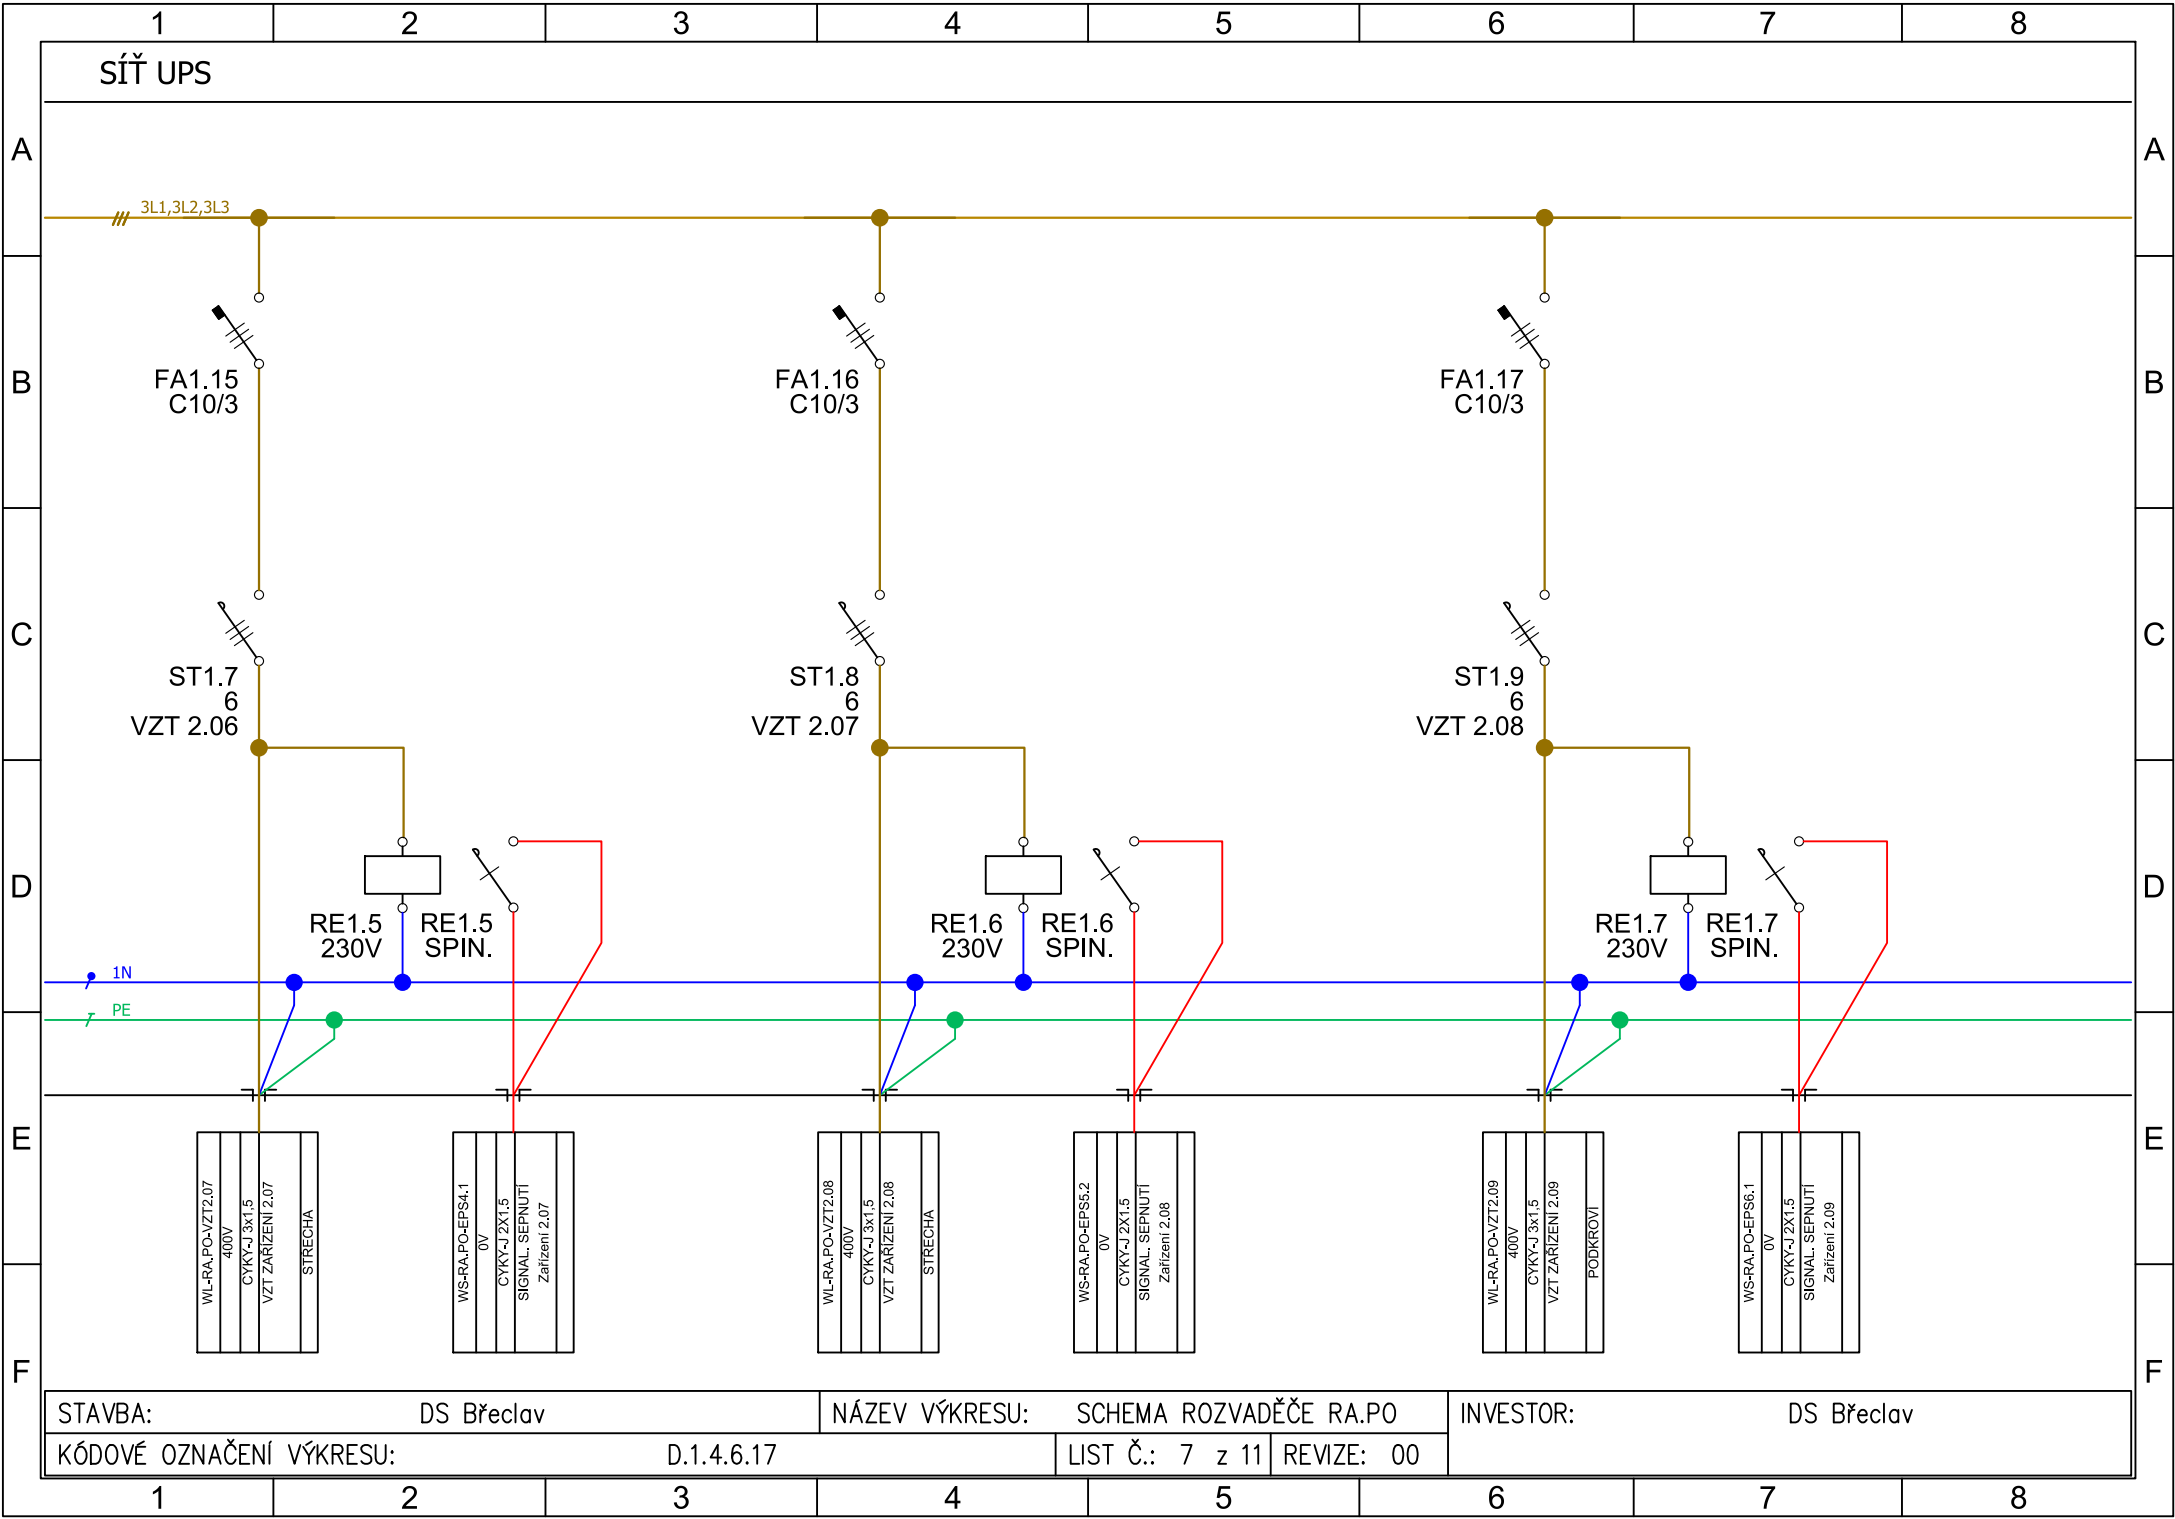 1 2 3 4 5 6 7 8
SÍŤ UPS
A A
3L1,3L2,3L3
B B
FA1.15
C10/3
FA1.16
C10/3
FA1.17
C10/3
C C
ST1.7
6
VZT 2.06
ST1.8
6
VZT 2.07
ST1.9
6
VZT 2.08
D D
RE1.5
230V
RE1.5
SPIN.
RE1.6
230V
RE1.6
SPIN.
RE1.7
230V
RE1.7
SPIN.
1N
PE
E E
WL-RA.PO-VZT2.07
400V
CYKY-J 3x1,5
VZT ZAŘÍZENÍ 2.07
STŘECHA
WS-RA.PO-EPS4.1
0V
CYKY-J 2X1.5
SIGNAL. SEPNUTÍ
Zařízení 2.07
WL-RA.PO-VZT2.08
400V
CYKY-J 3x1,5
VZT ZAŘÍZENÍ 2.08
STŘECHA
WS-RA.PO-EPS5.2
0V
CYKY-J 2X1.5
SIGNAL. SEPNUTÍ
Zařízení 2.08
WL-RA.PO-VZT2.09
400V
CYKY-J 3x1,5
VZT ZAŘÍZENÍ 2.09
PODKROVÍ
WS-RA.PO-EPS6.1
0V
CYKY-J 2X1.5
SIGNAL. SEPNUTÍ
Zařízení 2.09
F F
STAVBA: DS Břeclav
NÁZEV VÝKRESU: SCHEMA ROZVADĚČE RA.PO
INVESTOR: DS Břeclav
KÓDOVÉ OZNAČENÍ VÝKRESU: D.1.4.6.17
LIST Č.: 7 z 11
REVIZE: 00
1 2 3 4 5 6 7 8